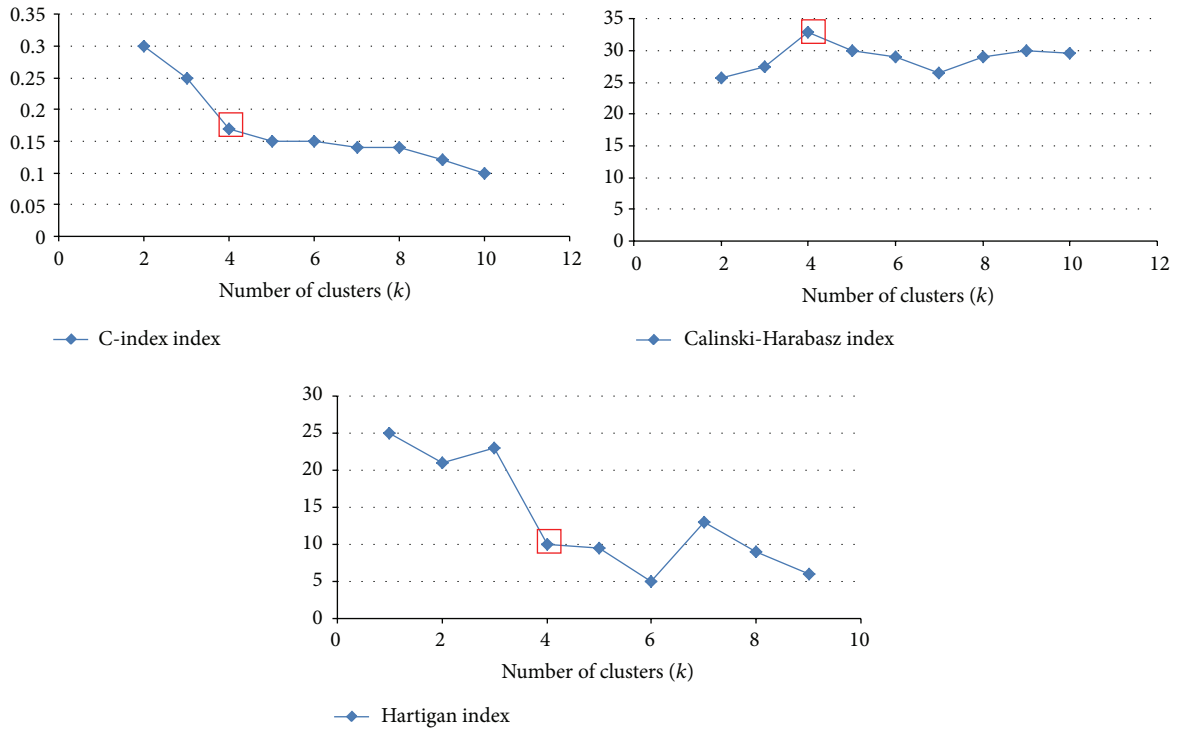 0.35
0.3
0.25
0.2
0.15
0.1
0.05
0
0 2 4 6 8 10 12
Number of clusters (k)
C-index index
35
30
25
20
15
10
5
0
0 2 4 6 8 10 12
Number of clusters (k)
Calinski-Harabasz index
30
25
20
15
10
5
0
0 2 4 6 8 10
Number of clusters (k)
Hartigan index